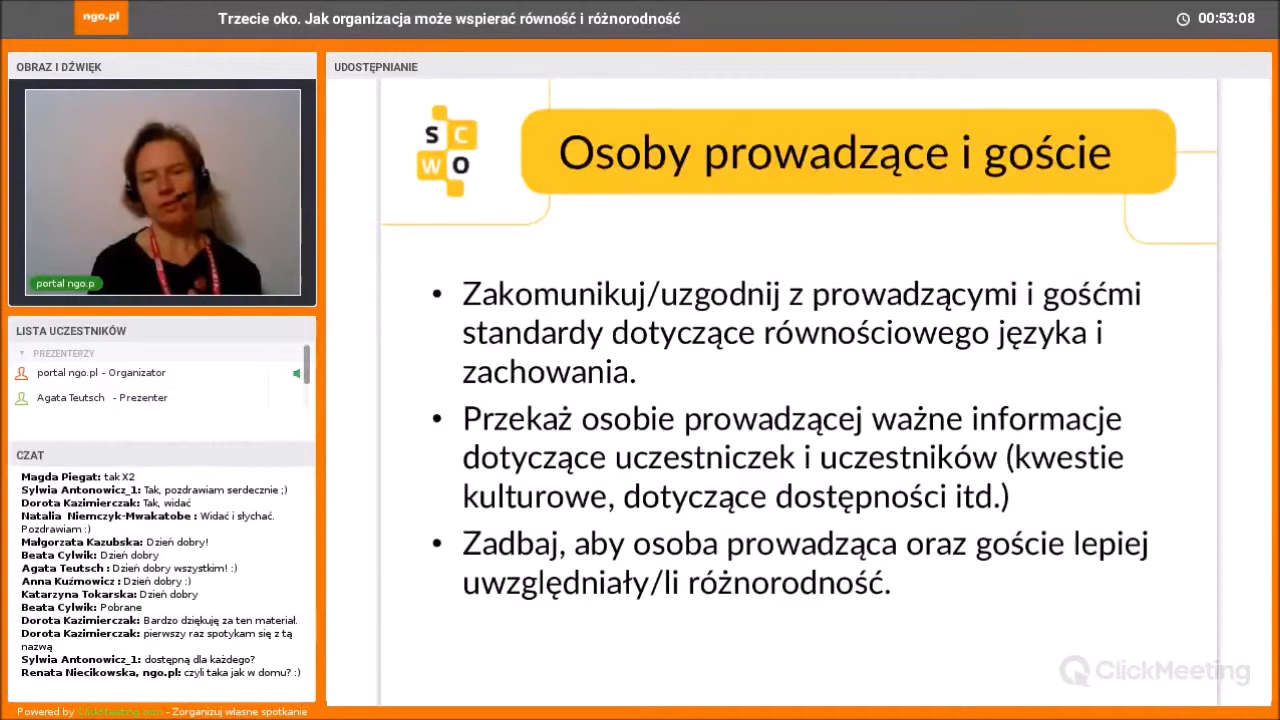 ngo.pl
Trzecie oko. Jak organizacja może wspierać równość i różnorodność
00:53:08
OBRAZ I DŹWIĘK
portal ngo.p
LISTA UCZESTNIKÓW
PREZENTERZY
portal ngo.pl - Organizator
Agata Teutsch - Prezenter
CZAT
Magda Piegat: tak X2
Sylwia Antonowicz_1: Tak, pozdrawiam serdecznie ;)
Dorota Kazimierczak: Tak, widać
Natalia Niemczyk-Mwakatobe : Widać i słychać.
Pozdrawiam :)
Małgorzata Kazubska: Dzień dobry!
Beata Cylwik: Dzień dobry
Agata Teutsch : Dzień dobry wszystkim! :)
Anna Kuźmowicz : Dzień dobry :)
Katarzyna Tokarska: Dzień dobry
Beata Cylwik: Pobrane
Dorota Kazimierczak: Bardzo dziękuję za ten materiał.
Dorota Kazimierczak: pierwszy raz spotykam się z tą
nazwą
Sylwia Antonowicz_1: dostępną dla każdego?
Renata Niecikowska, ngo.pl: czyli taka jak w domu? :)
Powered by ClickMeeting.com - Zorganizuj własne spotkanie
UDOSTĘPNIANIE
S C
W O
Osoby prowadzące i goście
• Zakomunikuj/uzgodnij z prowadzącymi i gośćmi
standardy dotyczące równościowego języka i
zachowania.
• Przekaż osobie prowadzącej ważne informacje
dotyczące uczestniczek i uczestników (kwestie
kulturowe, dotyczące dostępności itd.)
• Zadbaj, aby osoba prowadząca oraz goście lepiej
uwzględniały/li różnorodność.
ClickMeeting